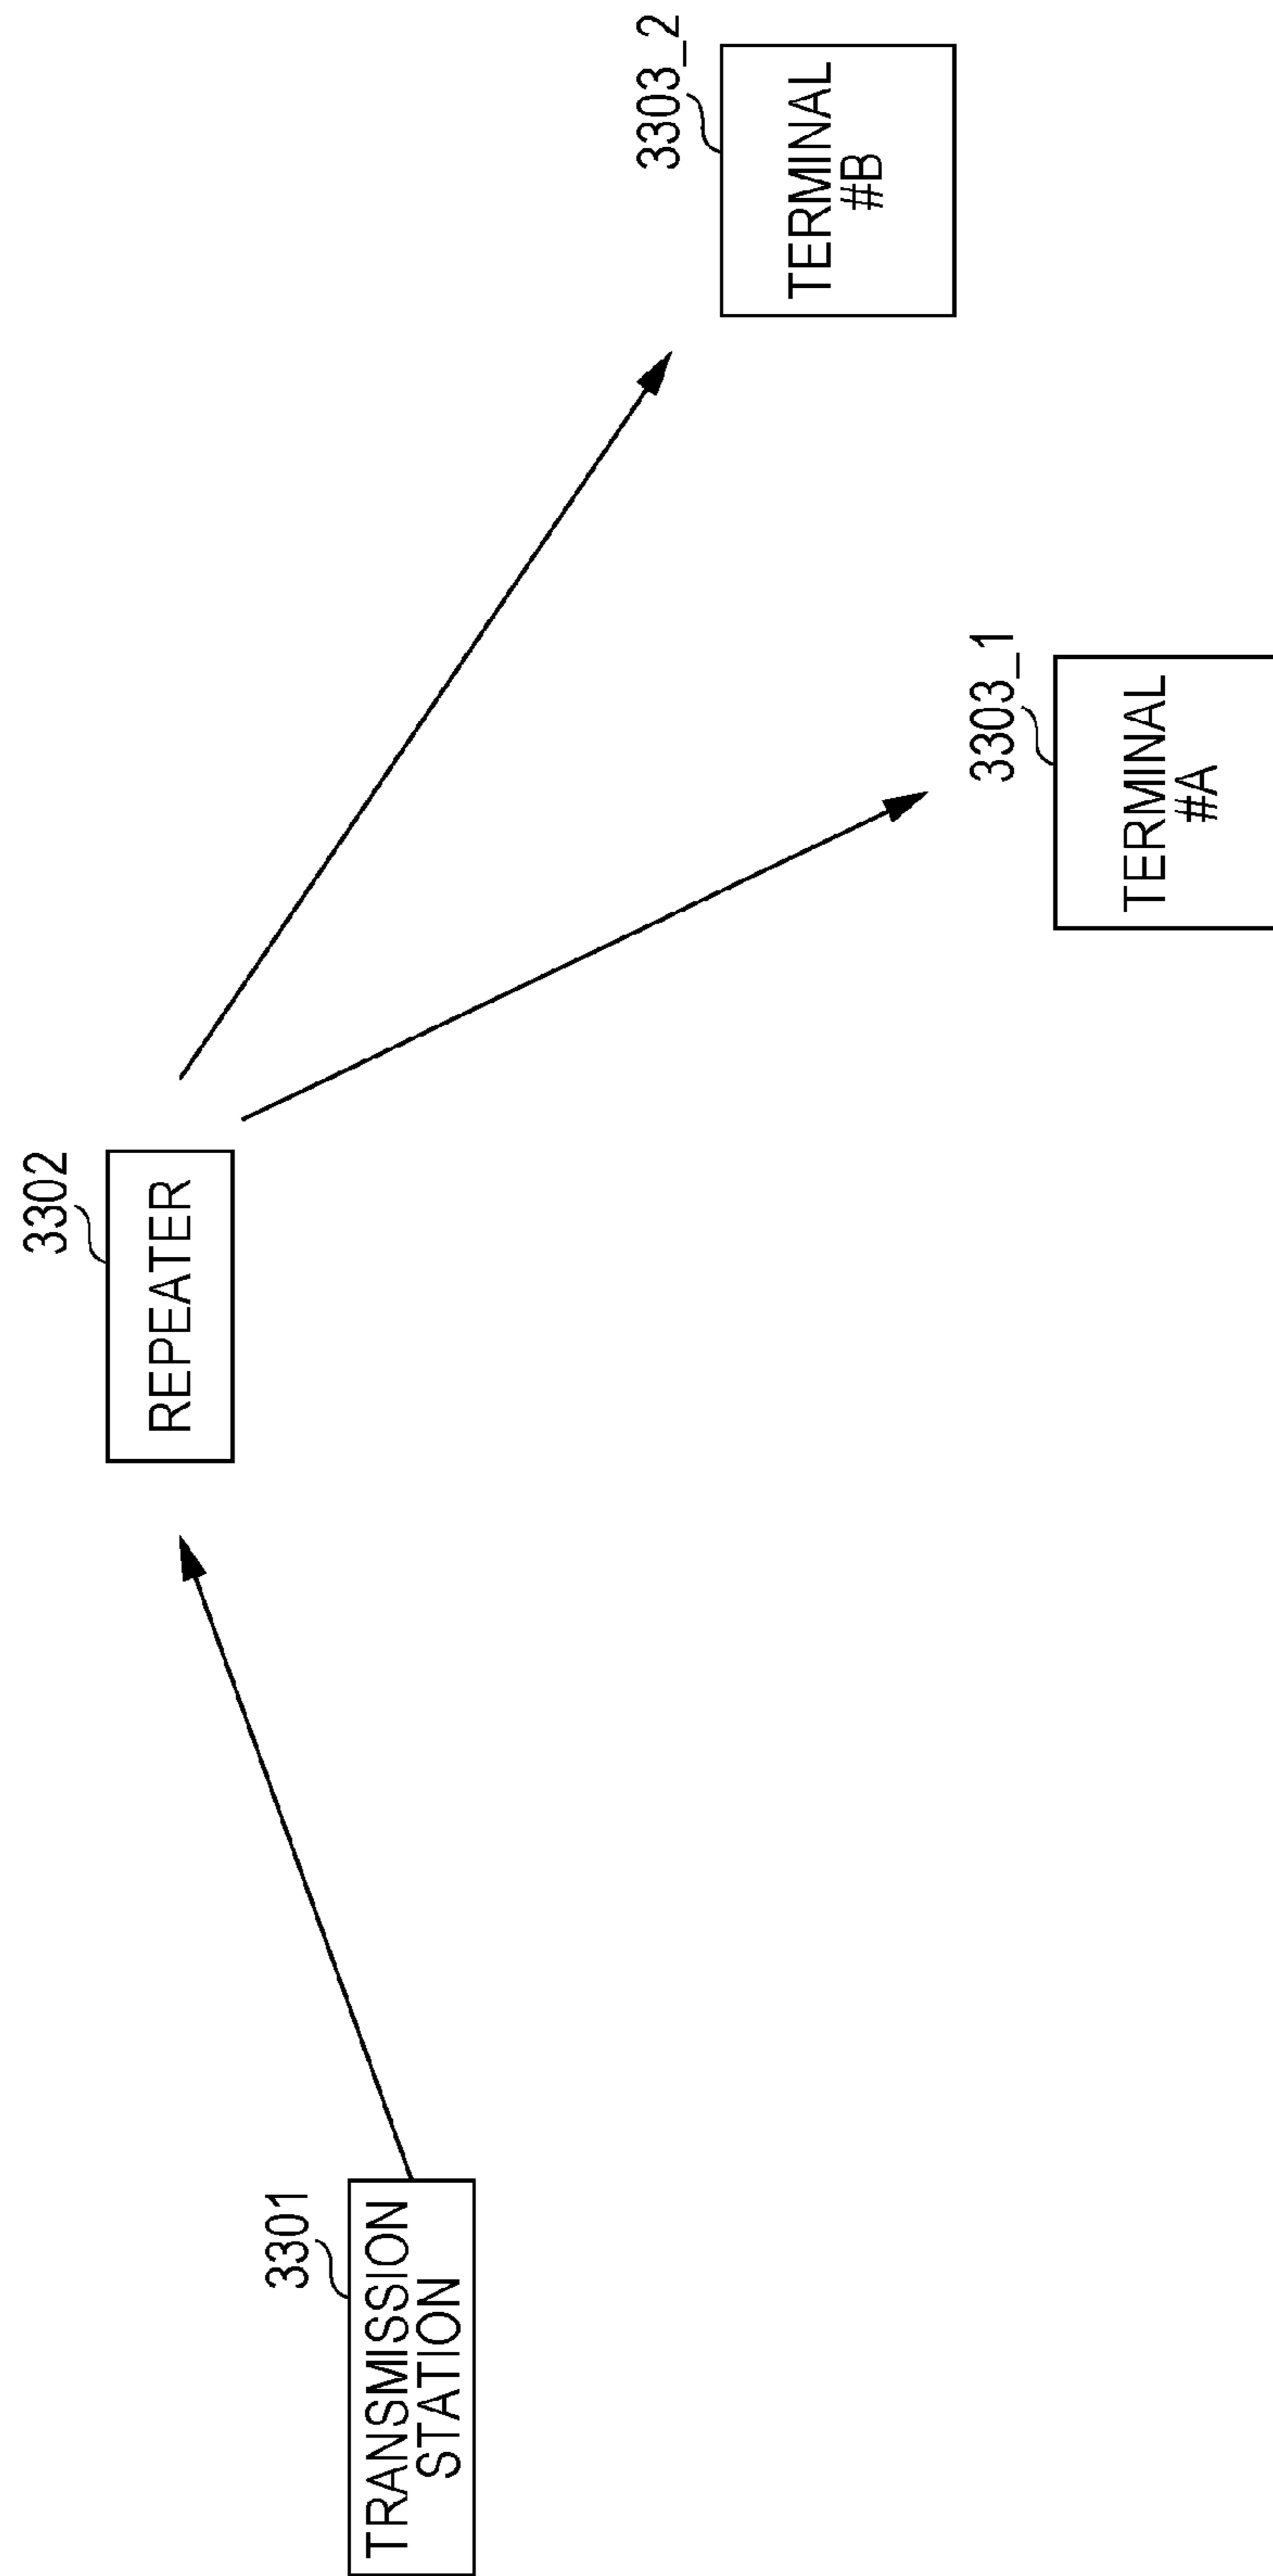 3301
TRANSMISSION
STATION
3302
REPEATER
3303_1
TERMINAL
#A
3303_2
TERMINAL
#B